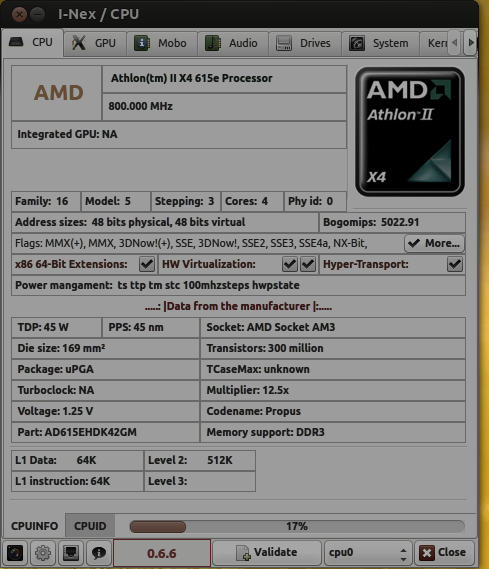 I-Nex / CPU
CPU GPU Mobo Audio Drives System Kern
AMD
Athlon(tm) II X4 615e Processor
800.000 MHz
Integrated GPU: NA
AMD
Athlon II
X4
Family: 16 Model: 5 Stepping: 3 Cores: 4 Phy id: 0
Address sizes: 48 bits physical, 48 bits virtual Bogomips: 5022.91
Flags: MMX(+), MMX, 3DNow!(+), SSE, 3DNow!, SSE2, SSE3, SSE4a, NX-Bit, More...
x86 64-Bit Extensions: HW Virtualization: Hyper-Transport:
Power mangament: ts ttp tm stc 100mhzsteps hwpstate
.....: |Data from the manufacturer |:.....
TDP: 45 W PPS: 45 nm Socket: AMD Socket AM3
Die size: 169 mm² Transistors: 300 million
Package: uPGA TCaseMax: unknown
Turboclock: NA Multiplier: 12.5x
Voltage: 1.25 V Codename: Propus
Part: AD615EHDK42GM Memory support: DDR3
L1 Data: 64K Level 2: 512K
L1 instruction: 64K Level 3:
CPUINFO CPUID 17%
0.6.6 Validate cpu0 Close